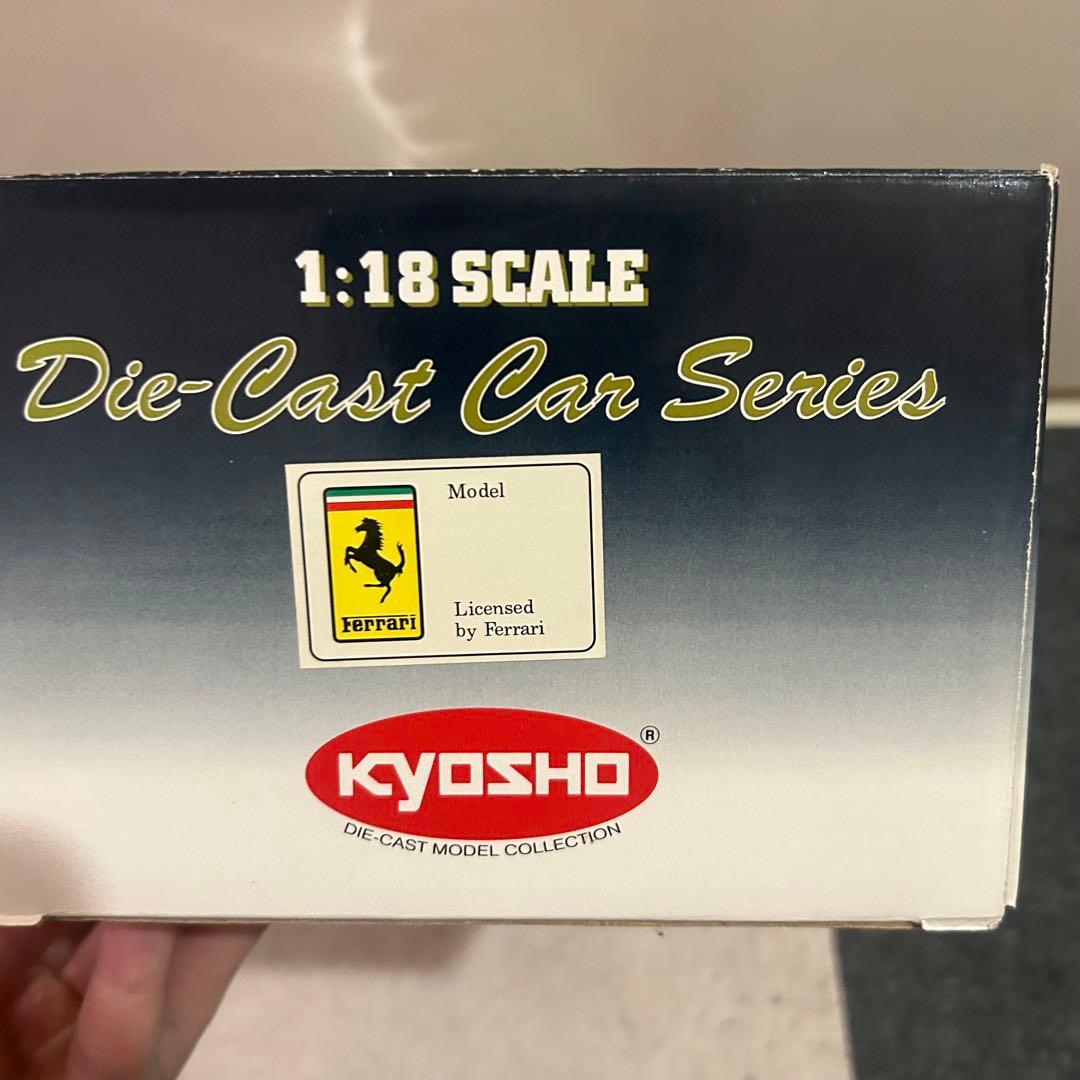 1:18 SCALE
Die-Cast Car Series
Model
Ferrari
Licensed
by Ferrari
KYOSHO ®
DIE-CAST MODEL COLLECTION